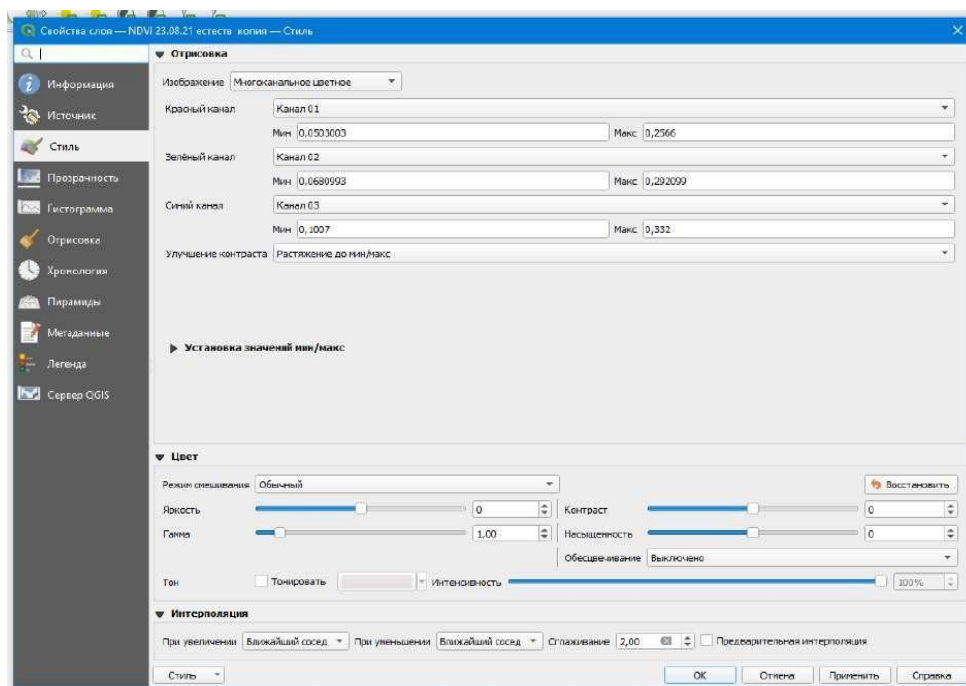 Свойства слоя — NDVI 23.08.21 естеств копия — Стиль
Информация
Источник
Стиль
Прозрачность
Гистограмма
Отрисовка
Хронология
Пирамиды
Метаданные
Легенда
Сервер QGIS
Отрисовка
Изображение Многоканальное цветное
Красный канал Канал 01
Мин 0,0503003 Макс 0,2566
Зелёный канал Канал 02
Мин 0,0680993 Макс 0,292099
Синий канал Канал 03
Мин 0,1007 Макс 0,332
Улучшение контраста Растяжение до мин/макс
Установка значений мин/макс
Цвет
Режим смешивания Обычный Восстановить
Яркость 0 Контраст 0
Гамма 1,00 Насыщенность 0
Обесцвечивание Выключено
Тон Тонировать Интенсивность 100%
Интерполяция
При увеличении Ближайший сосед При уменьшении Ближайший сосед Сглаживание 2,00 Предварительная интерполяция
Стиль OK Отмена Применить Справка